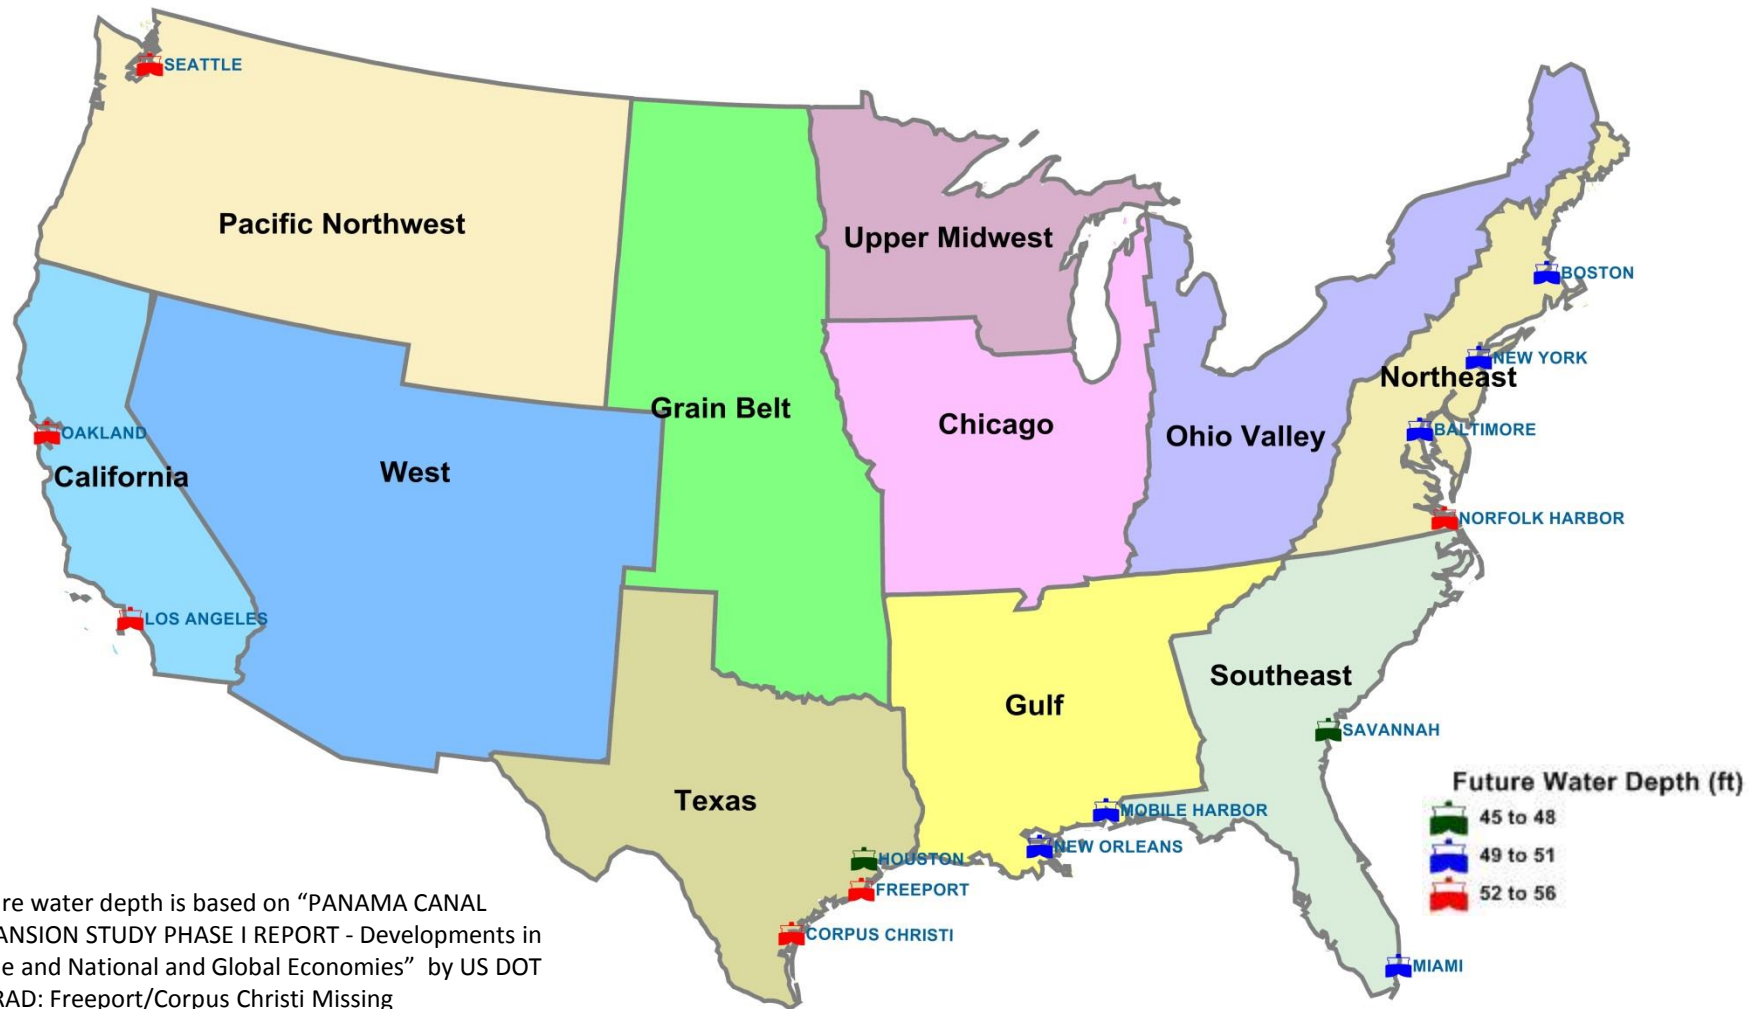 SEATTLE
Pacific Northwest
Upper Midwest
BOSTON
NEW YORK
Northeast
Grain Belt
Chicago
BALTIMORE
OAKLAND
Ohio Valley
West
California
NORFOLK HARBOR
LOS ANGELES
Southeast
Gulf
SAVANNAH
Future Water Depth (ft)
Texas
MOBILE HARBOR
45 to 48
NEW ORLEANS
49 to 51
HOUSTON
FREEPORT
52 to 56
CORPUS CHRISTI
MIAMI
re water depth is based on “PANAMA CANAL
ANSION STUDY PHASE I REPORT - Developments in
e and National and Global Economies” by US DOT
RAD: Freeport/Corpus Christi Missing